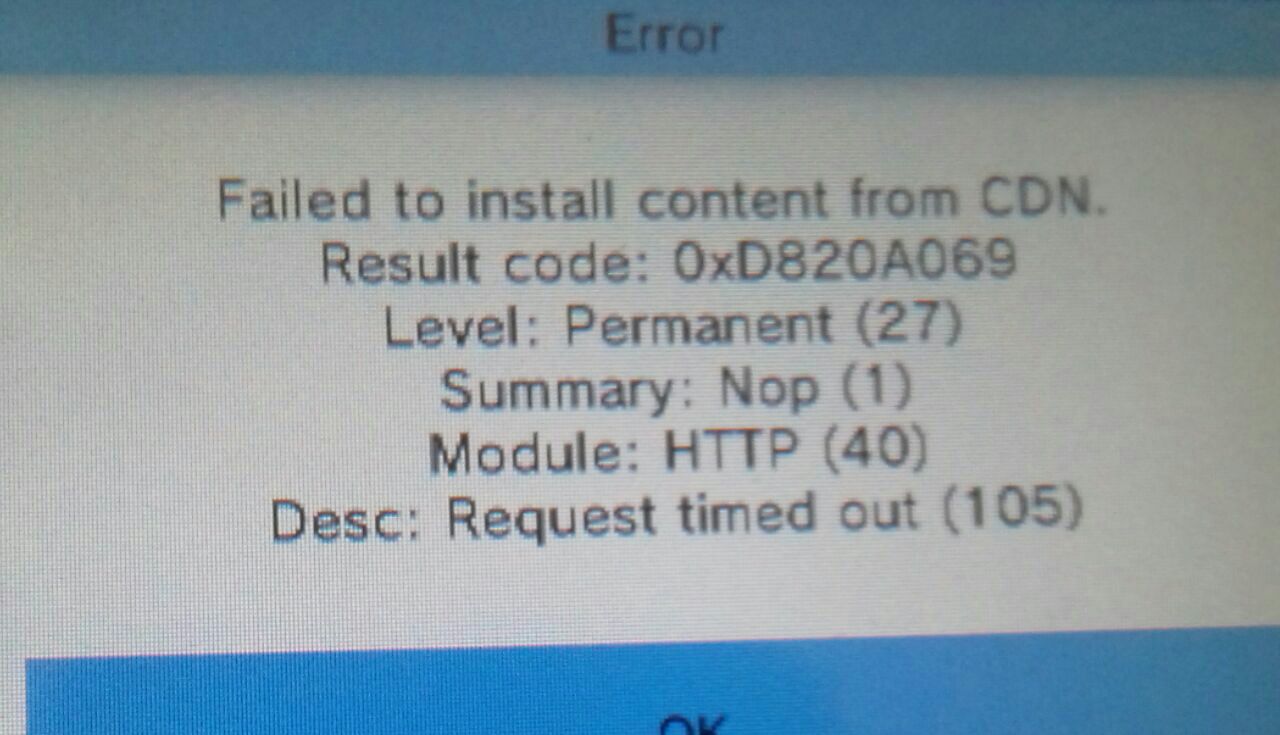 Error
Failed to install content from CDN.
Result code: 0xD820A069
Level: Permanent (27)
Summary: Nop (1)
Module: HTTP (40)
Desc: Request timed out (105)
OK